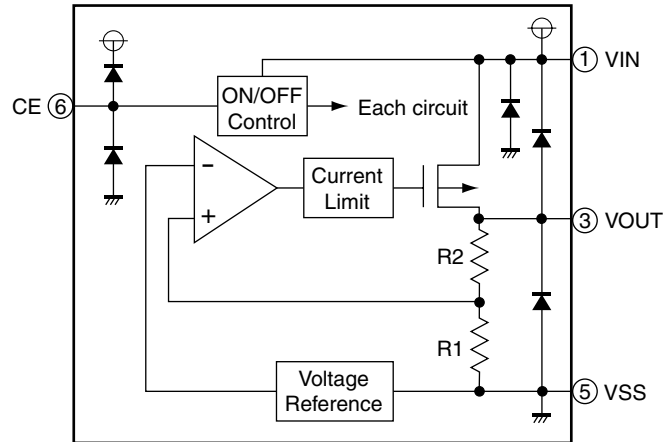 ① VIN
CE ⑥
ON/OFF
Control
Each circuit
−
+
Current
Limit
③ VOUT
R2
R1
Voltage
Reference
⑤ VSS